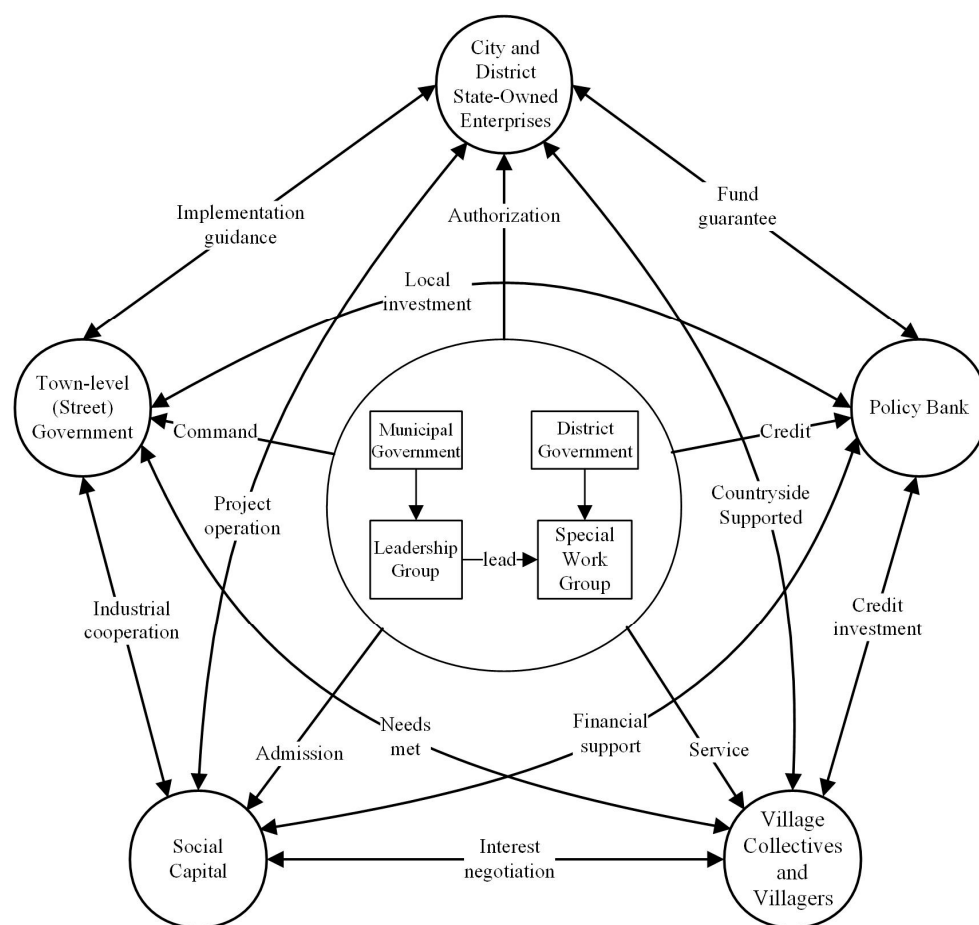 City and
District
State-Owned
Enterprises
Implementation
guidance
Authorization
Fund
guarantee
Local
investment
Town-level
(Street)
Government
Command
Municipal
Government
District
Government
Credit
Policy Bank
Project
operation
Leadership
Group
lead
Special
Work
Group
Countryside
Supported
Industrial
cooperation
Credit
investment
Needs
met
Financial
support
Admission
Service
Social
Capital
Interest
negotiation
Village
Collectives
and
Villagers